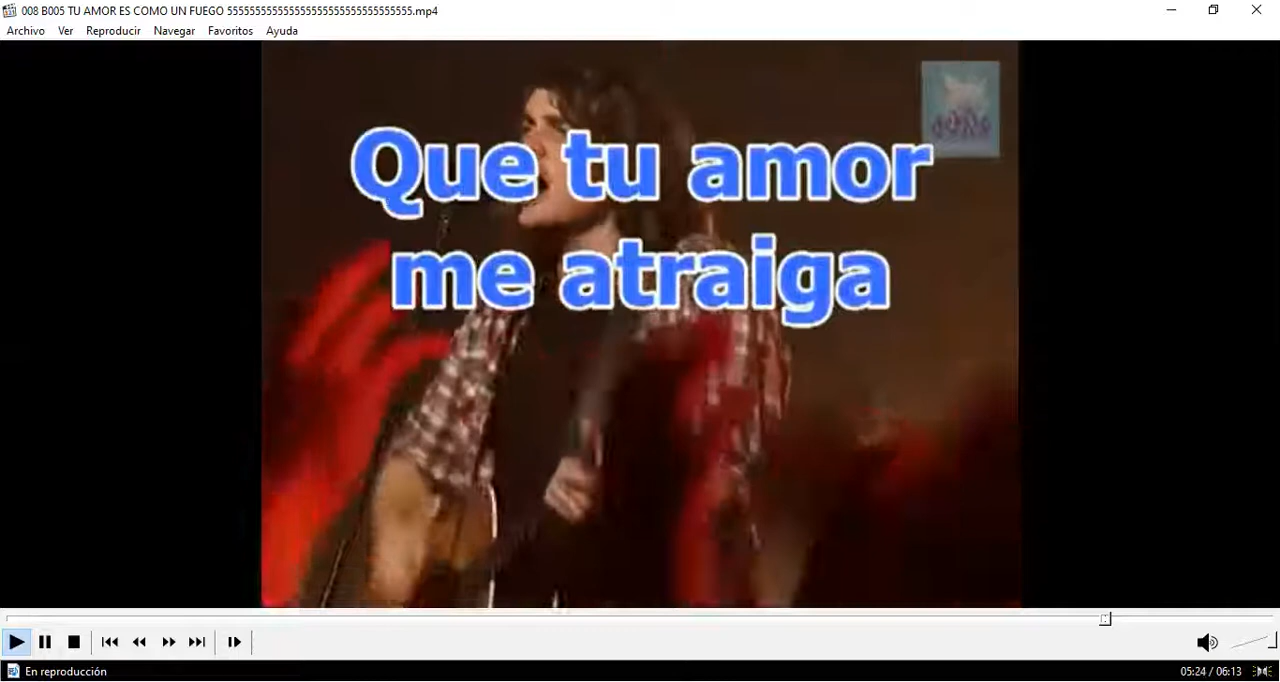 008 B005 TU AMOR ES COMO UN FUEGO 5555555555555555555555555555555555.mp4
Archivo Ver Reproducir Navegar Favoritos Ayuda
Que tu amor
me atraiga
En reproducción
05:24 / 06:13